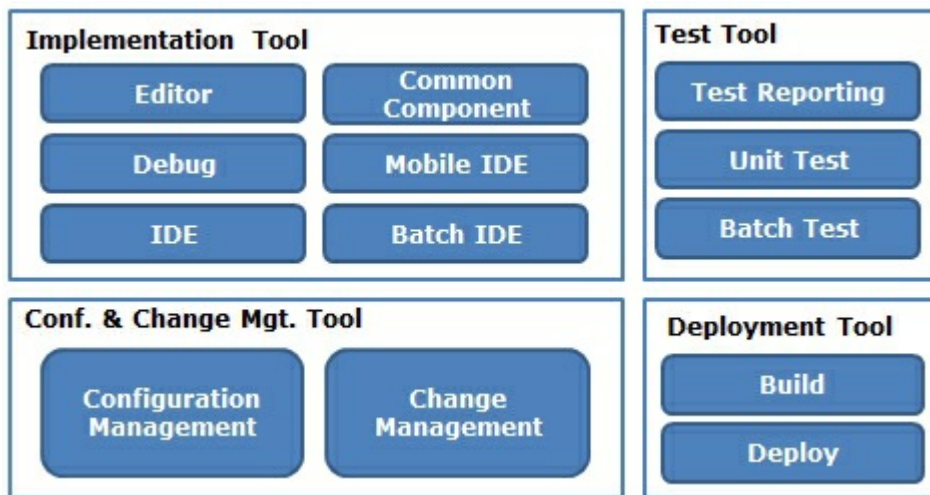 Implementation Tool
Editor
Common
Component
Debug
Mobile IDE
IDE
Batch IDE
Test Tool
Test Reporting
Unit Test
Batch Test
Conf. & Change Mgt. Tool
Configuration
Management
Change
Management
Deployment Tool
Build
Deploy